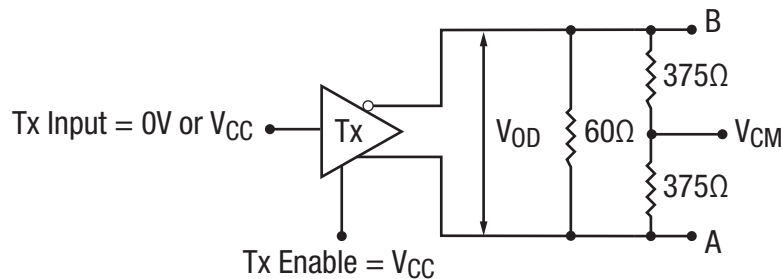 B
375Ω
Tx Input = 0V or VCC
Tx
VOD
60Ω
VCM
375Ω
A
Tx Enable = VCC